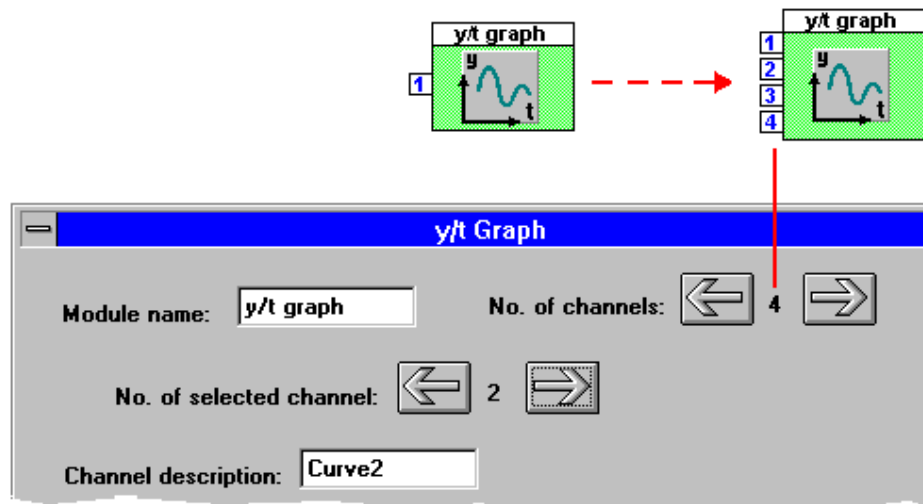 y/t graph
y
t
1
y/t graph
y
t
1
2
3
4
y/t Graph
Module name: y/t graph
No. of channels: 4
No. of selected channel: 2
Channel description: Curve2